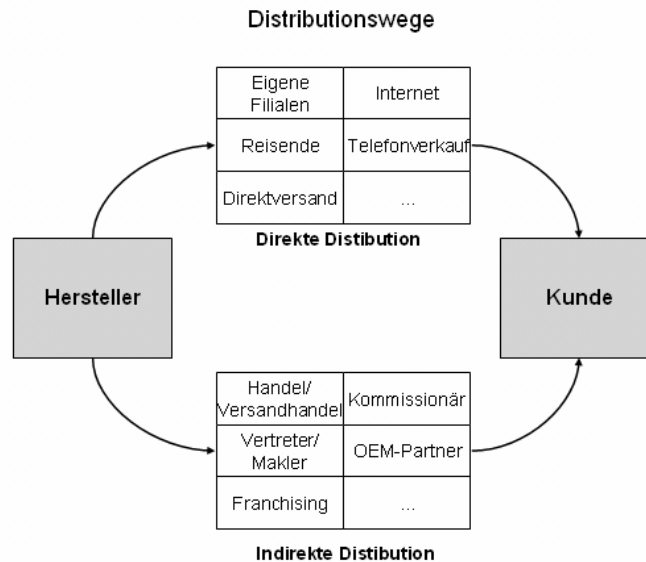 Distributionswege
Eigene
Filialen
Internet
Reisende
Telefonverkauf
Direktversand
...
Direkte Distibution
Hersteller
Kunde
Handel/
Versandhandel
Kommissionär
Vertreter/
Makler
OEM-Partner
Franchising
...
Indirekte Distibution